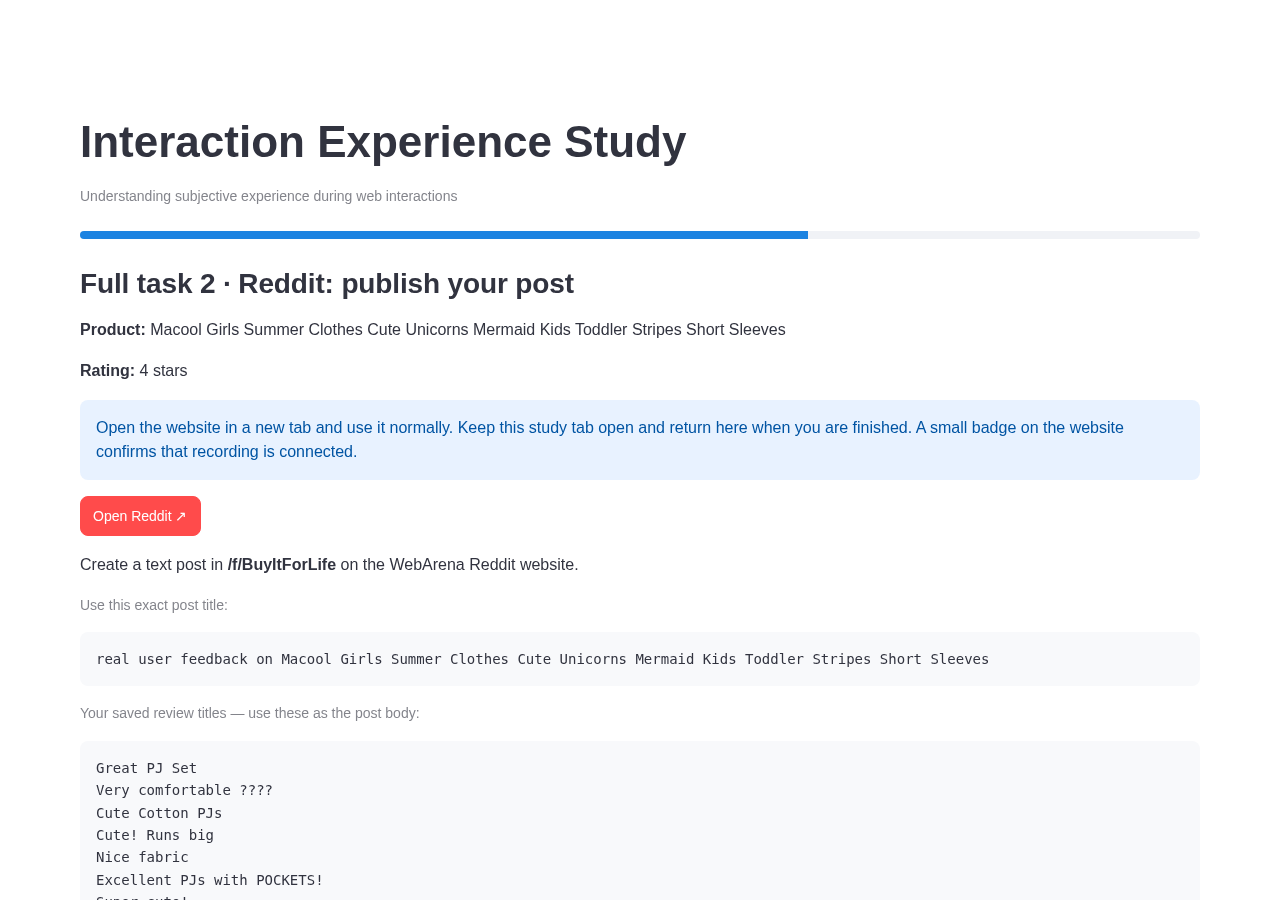 Interaction Experience Study
Understanding subjective experience during web interactions
Full task 2 · Reddit: publish your post
Product: Macool Girls Summer Clothes Cute Unicorns Mermaid Kids Toddler Stripes Short Sleeves
Rating: 4 stars
Open the website in a new tab and use it normally. Keep this study tab open and return here when you are finished. A small badge on the website
confirms that recording is connected.
Open Reddit ↗
Create a text post in /f/BuyItForLife on the WebArena Reddit website.
Use this exact post title:
real user feedback on Macool Girls Summer Clothes Cute Unicorns Mermaid Kids Toddler Stripes Short Sleeves
Your saved review titles — use these as the post body:
Great PJ Set
Very comfortable ????
Cute Cotton PJs
Cute! Runs big
Nice fabric
Excellent PJs with POCKETS!